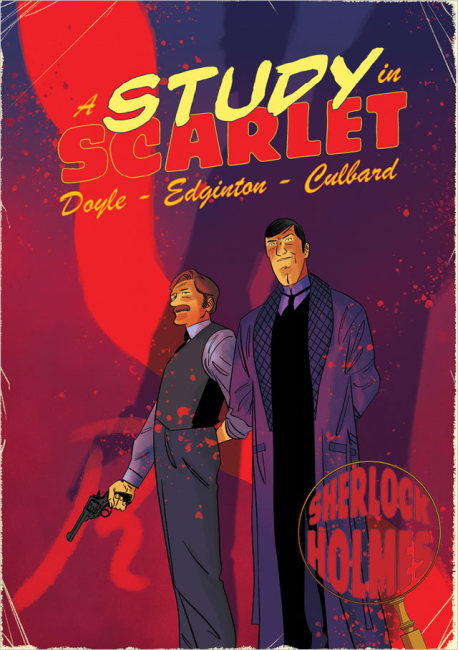 A STUDY in
SCARLET
Doyle - Edginton - Culbard
SHERLOCK
HOLMES